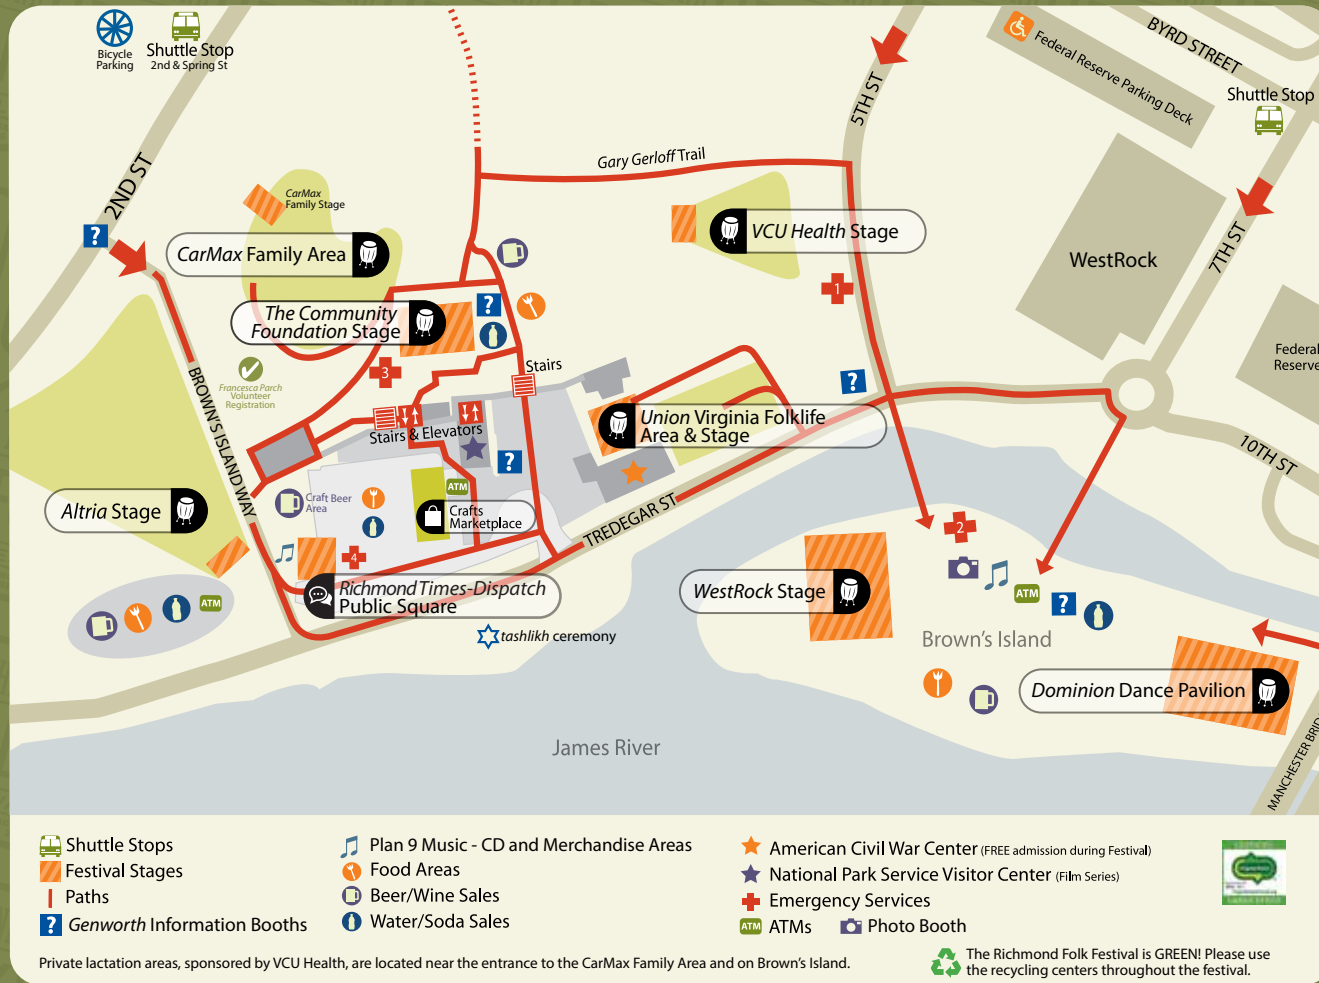 Bicycle
Parking
Shuttle Stop
2nd & Spring St
2ND ST
?
CarMax
Family Stage
CarMax Family Area
The Community
Foundation Stage
?
3
Francesca Parch
Volunteer
Registration
BROWN'S ISLAND WAY
Stairs
Stairs & Elevators
?
Craft Beer
Area
ATM
Crafts
Marketplace
Altria Stage
ATM
4
Richmond Times-Dispatch
Public Square
tashlikh ceremony
TREDEGAR ST
Gary Gerloff Trail
5TH ST
VCU Health Stage
1
?
Union Virginia Folklife
Area & Stage
Federal Reserve Parking Deck
BYRD STREET
Shuttle Stop
7TH ST
WestRock
Federal
Reserve
10TH ST
2
ATM
?
WestRock Stage
Brown's Island
Dominion Dance Pavilion
MANCHESTER BRID
James River
Shuttle Stops
Festival Stages
Paths
? Genworth Information Booths
Plan 9 Music - CD and Merchandise Areas
Food Areas
Beer/Wine Sales
Water/Soda Sales
American Civil War Center (FREE admission during Festival)
National Park Service Visitor Center (Film Series)
Emergency Services
ATM ATMs
Photo Booth
Private lactation areas, sponsored by VCU Health, are located near the entrance to the CarMax Family Area and on Brown's Island.
The Richmond Folk Festival is GREEN! Please use
the recycling centers throughout the festival.